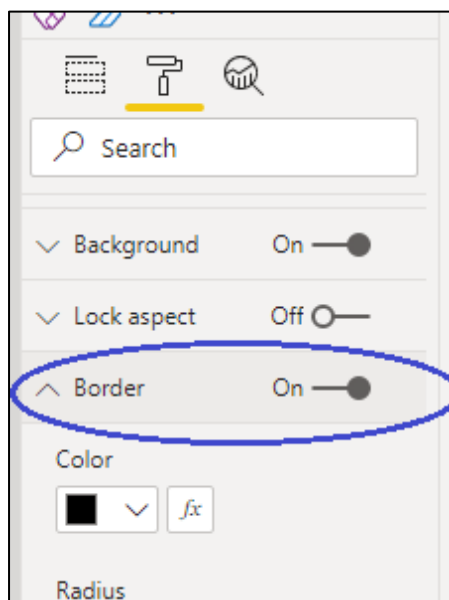 Search
Background On
Lock aspect Off
Border On
Color
fx
Radius